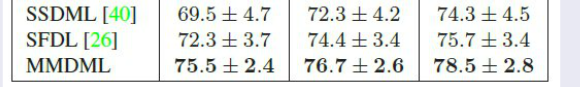 SSDML [40] 69.5 ± 4.7 72.3 ± 4.2 74.3 ± 4.5
SFDL [26] 72.3 ± 3.7 74.4 ± 3.4 75.7 ± 3.4
MMDML 75.5 ± 2.4 76.7 ± 2.6 78.5 ± 2.8